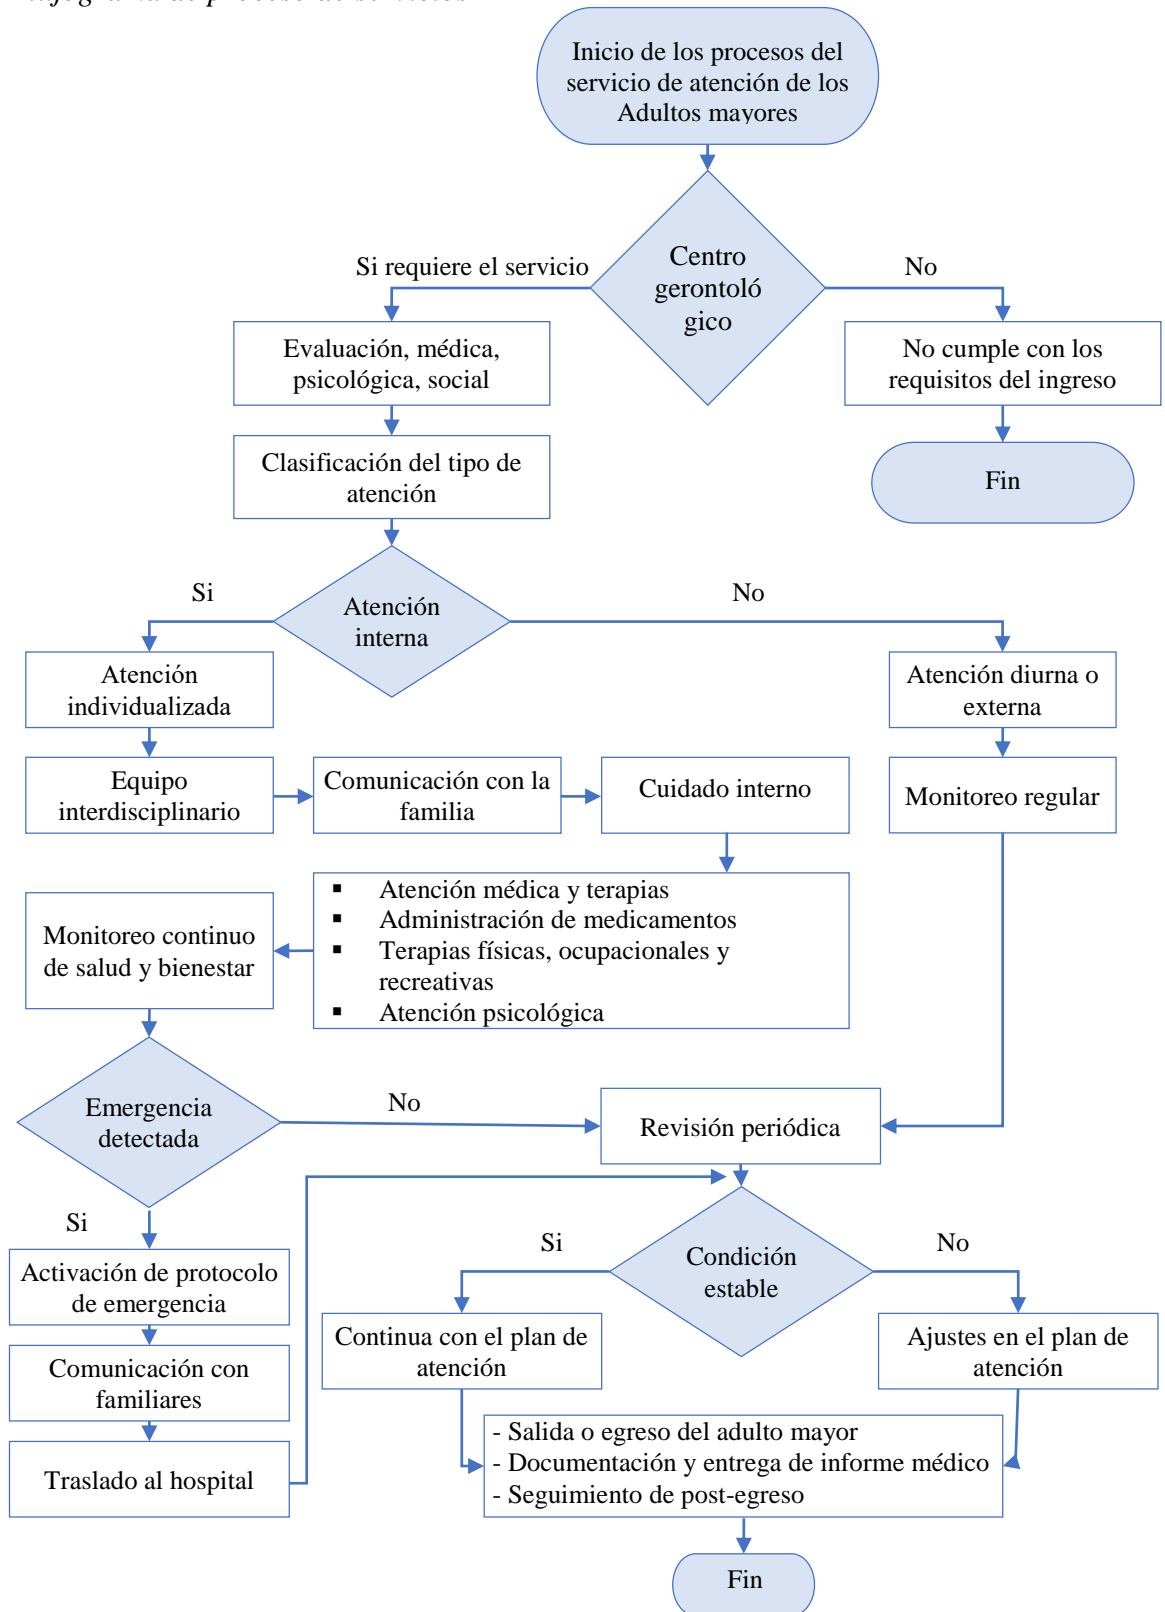 de proceso de servicios
Inicio de los procesos del
servicio de atención de los
Adultos mayores
Centro
gerontoló
gico
Si requiere el servicio
No
Evaluación, médica,
psicológica, social
No cumple con los
requisitos del ingreso
Clasificación del tipo de
atención
Fin
Si
Atención
interna
No
Atención
individualizada
Atención diurna o
externa
Equipo
interdisciplinario
Comunicación con la
familia
Cuidado interno
Monitoreo regular
▪ Atención médica y terapias
▪ Administración de medicamentos
▪ Terapias físicas, ocupacionales y
recreativas
▪ Atención psicológica
Monitoreo continuo
de salud y bienestar
Emergencia
detectada
No
Revisión periódica
Si
Activación de protocolo
de emergencia
Comunicación con
familiares
Traslado al hospital
Si
Condición
estable
No
Continua con el plan de
atención
Ajustes en el plan de
atención
- Salida o egreso del adulto mayor
- Documentación y entrega de informe médico
- Seguimiento de post-egreso
Fin